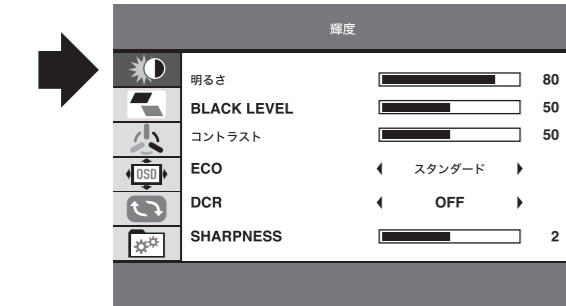 輝度
明るさ 80
BLACK LEVEL 50
コントラスト 50
ECO スタンダード
DCR OFF
SHARPNESS 2
OSD